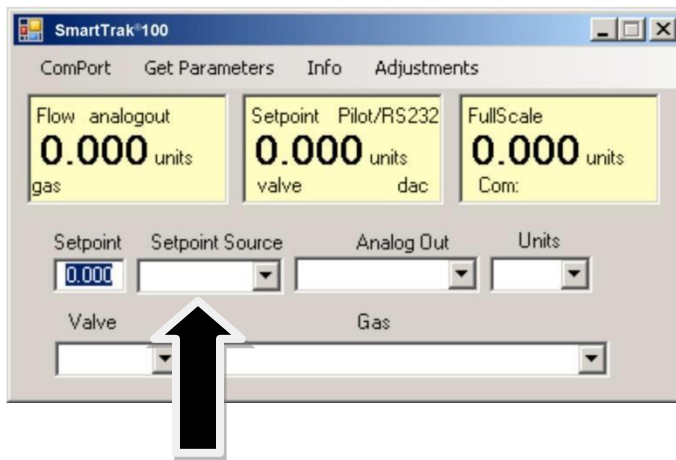 SmartTrak®100
ComPort Get Parameters Info Adjustments
Flow analogout
0.000 units
gas
Setpoint Pilot/RS232
0.000 units
valve dac
FullScale
0.000 units
Com:
Setpoint Setpoint Source Analog Out Units
0.000
Valve Gas